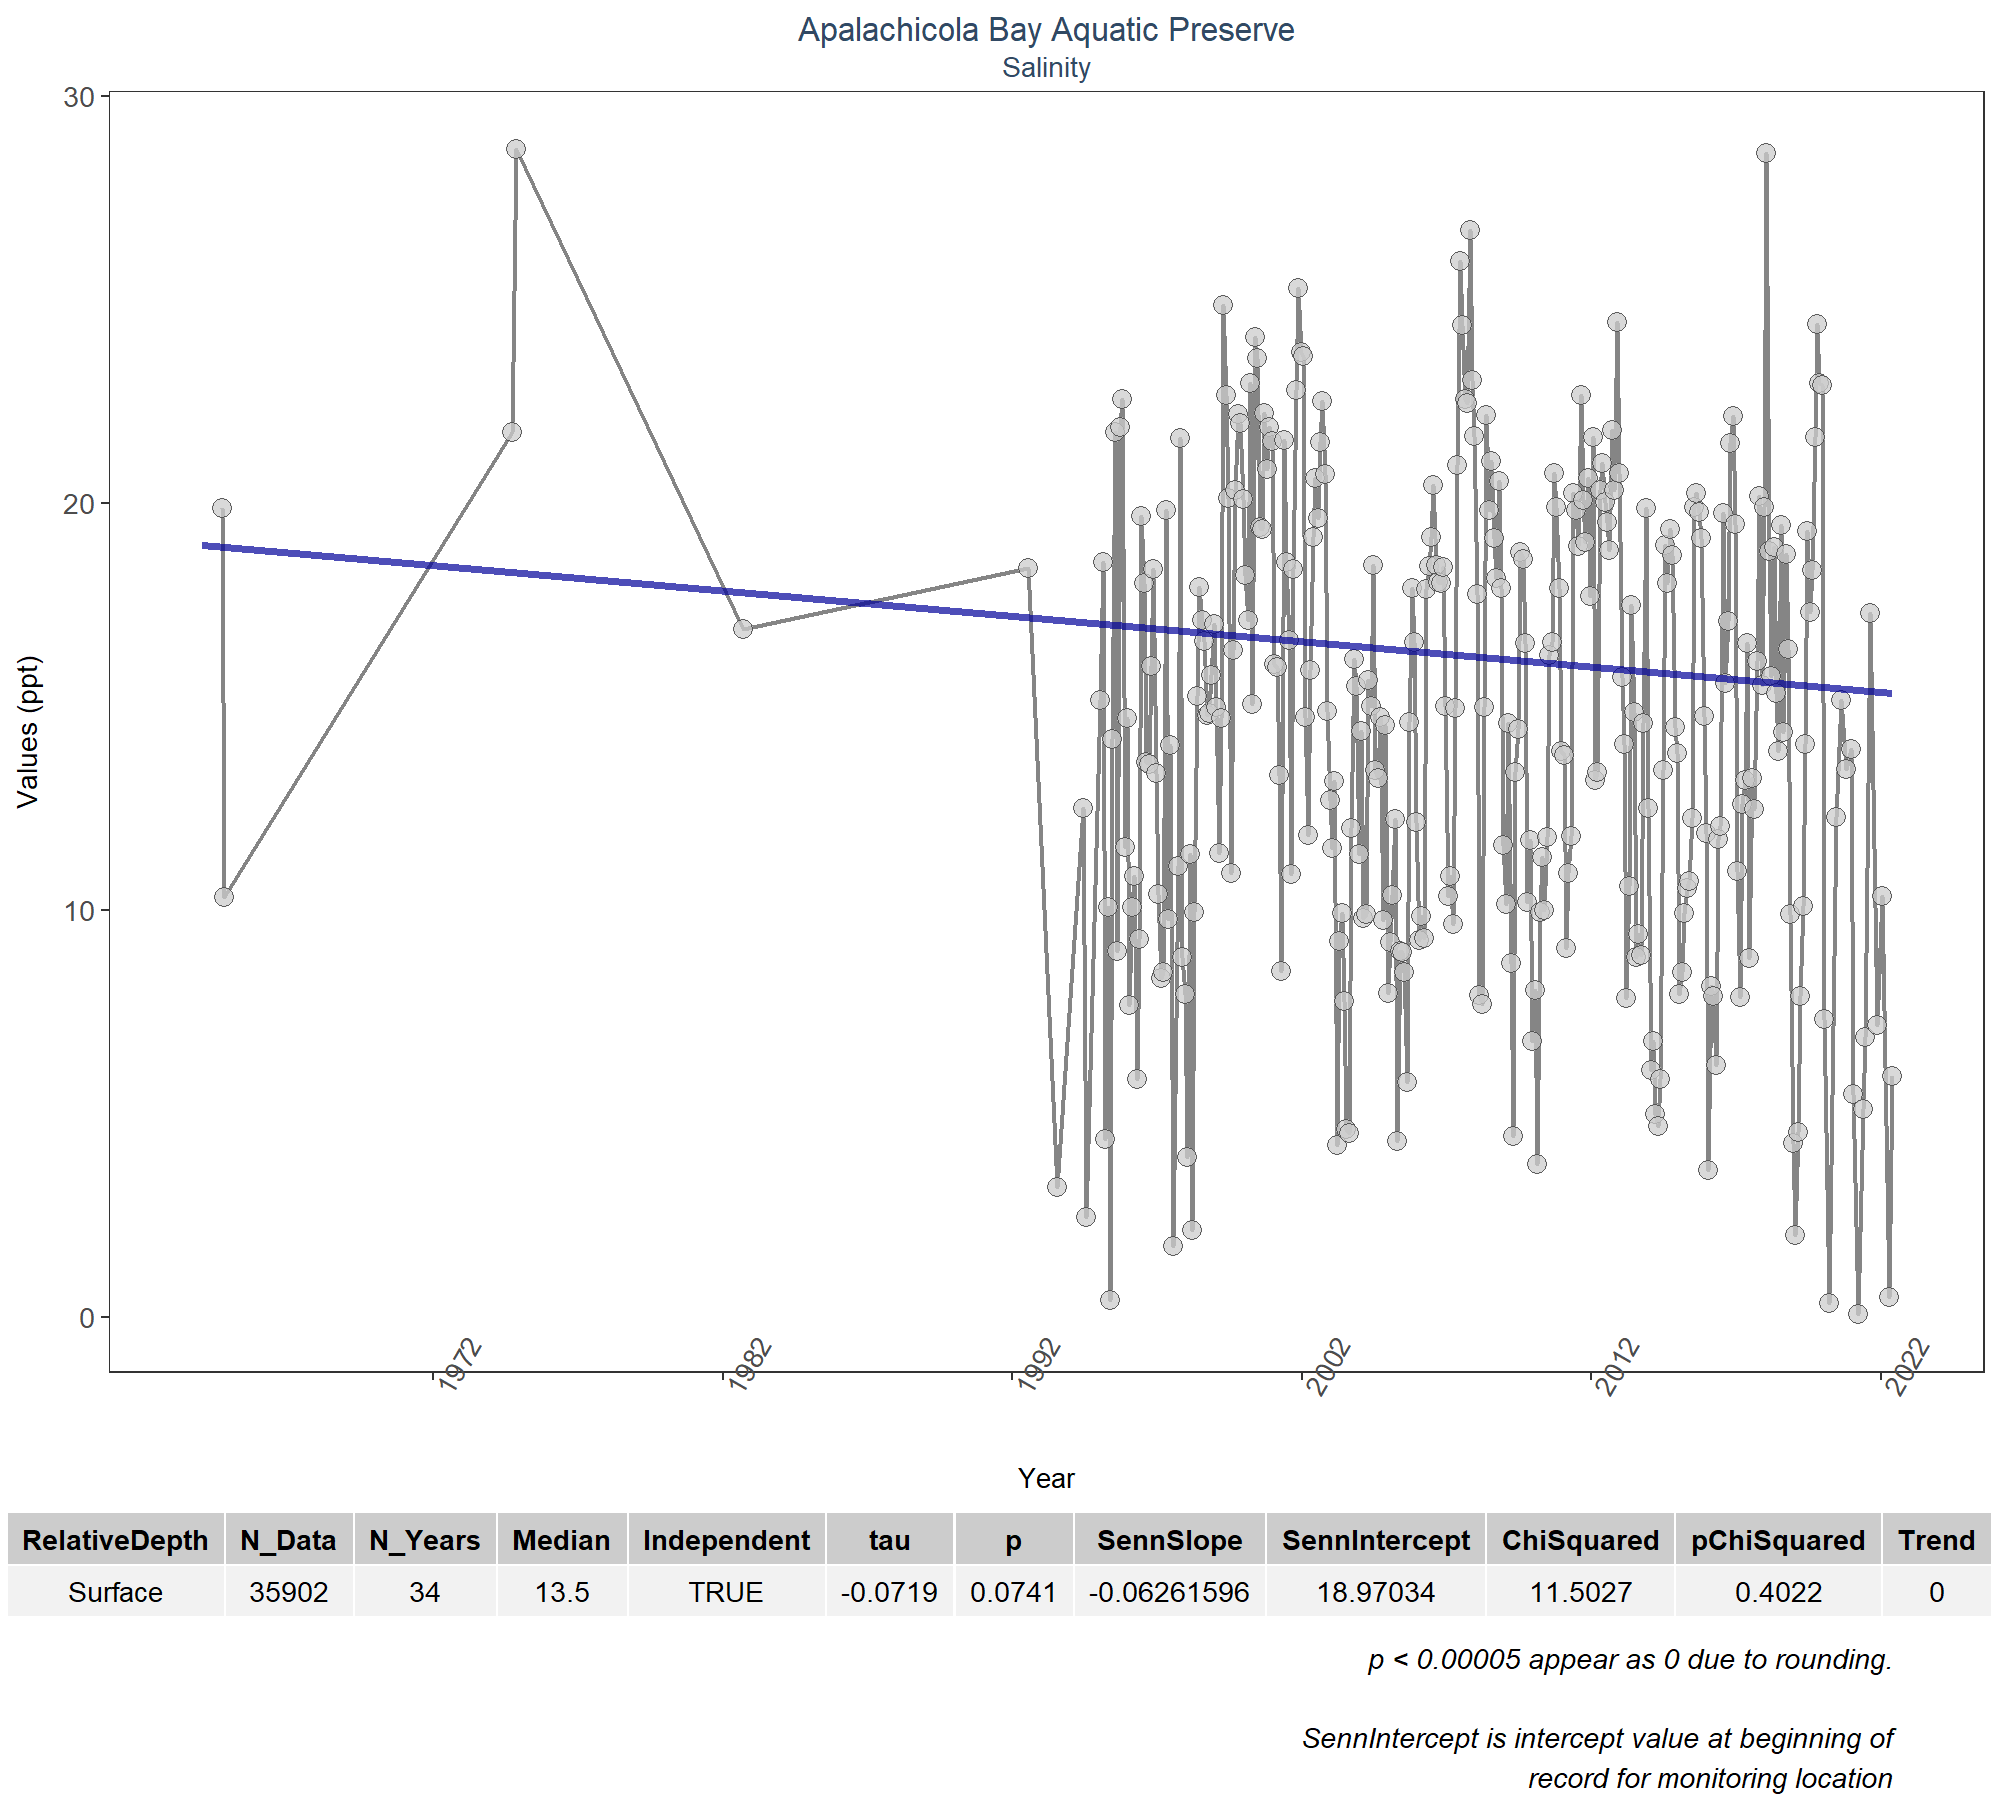 Apalachicola Bay Aquatic Preserve
Salinity
30
20
10
0
Values (ppt)
1972
1982
1992
2002
2012
2022
Year
RelativeDepth N_Data N_Years Median Independent tau p SennSlope SennIntercept ChiSquared pChiSquared Trend
Surface 35902 34 13.5 TRUE -0.0719 0.0741 -0.06261596 18.97034 11.5027 0.4022 0
p < 0.00005 appear as 0 due to rounding.
SennIntercept is intercept value at beginning of
record for monitoring location